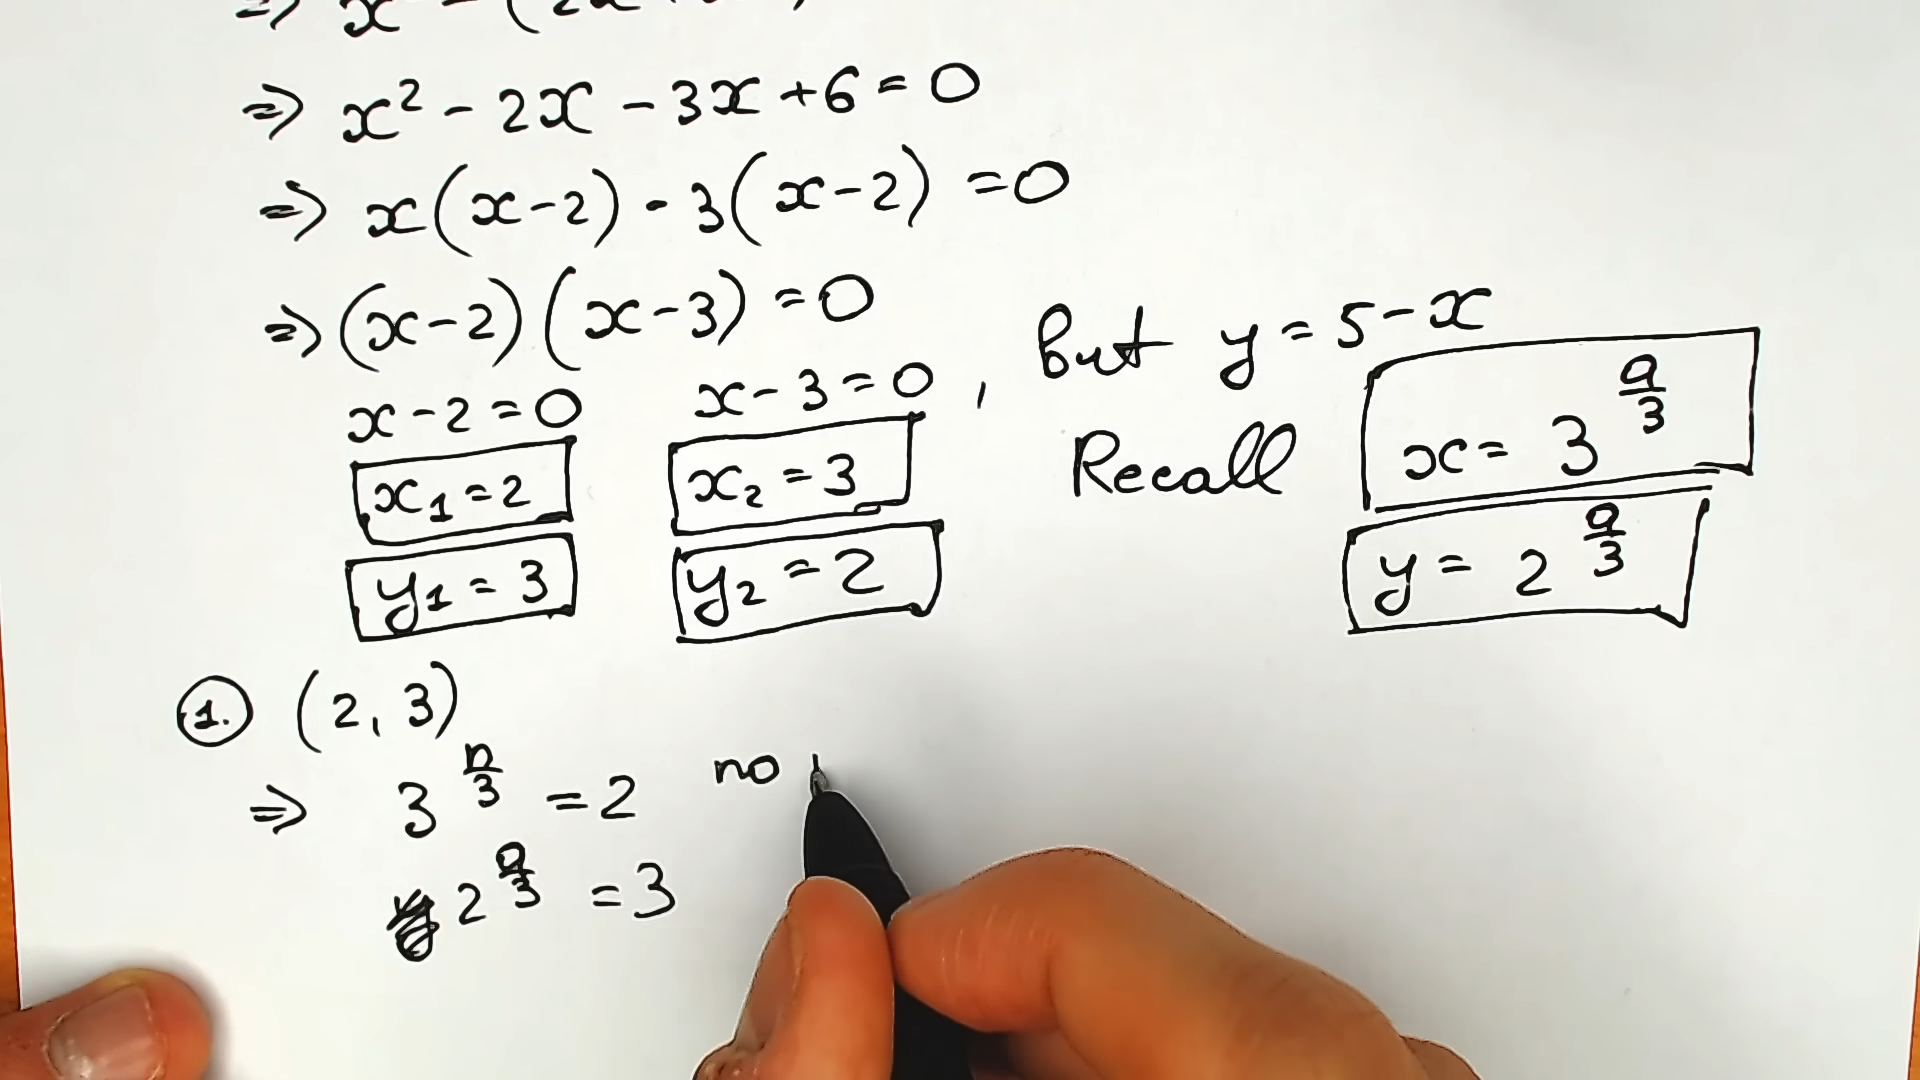 => x² - 2x - 3x + 6 = 0
=> x(x-2) - 3(x-2) = 0
=> (x-2)(x-3) = 0
x - 2 = 0 x - 3 = 0 , But y = 5 - x
x₁ = 2 x₂ = 3 Recall x = 3^(a/3)
y₁ = 3 y₂ = 2 y = 2^(a/3)
1. (2, 3)
=> 3^(n/3) = 2 no
2^(a/3) = 3